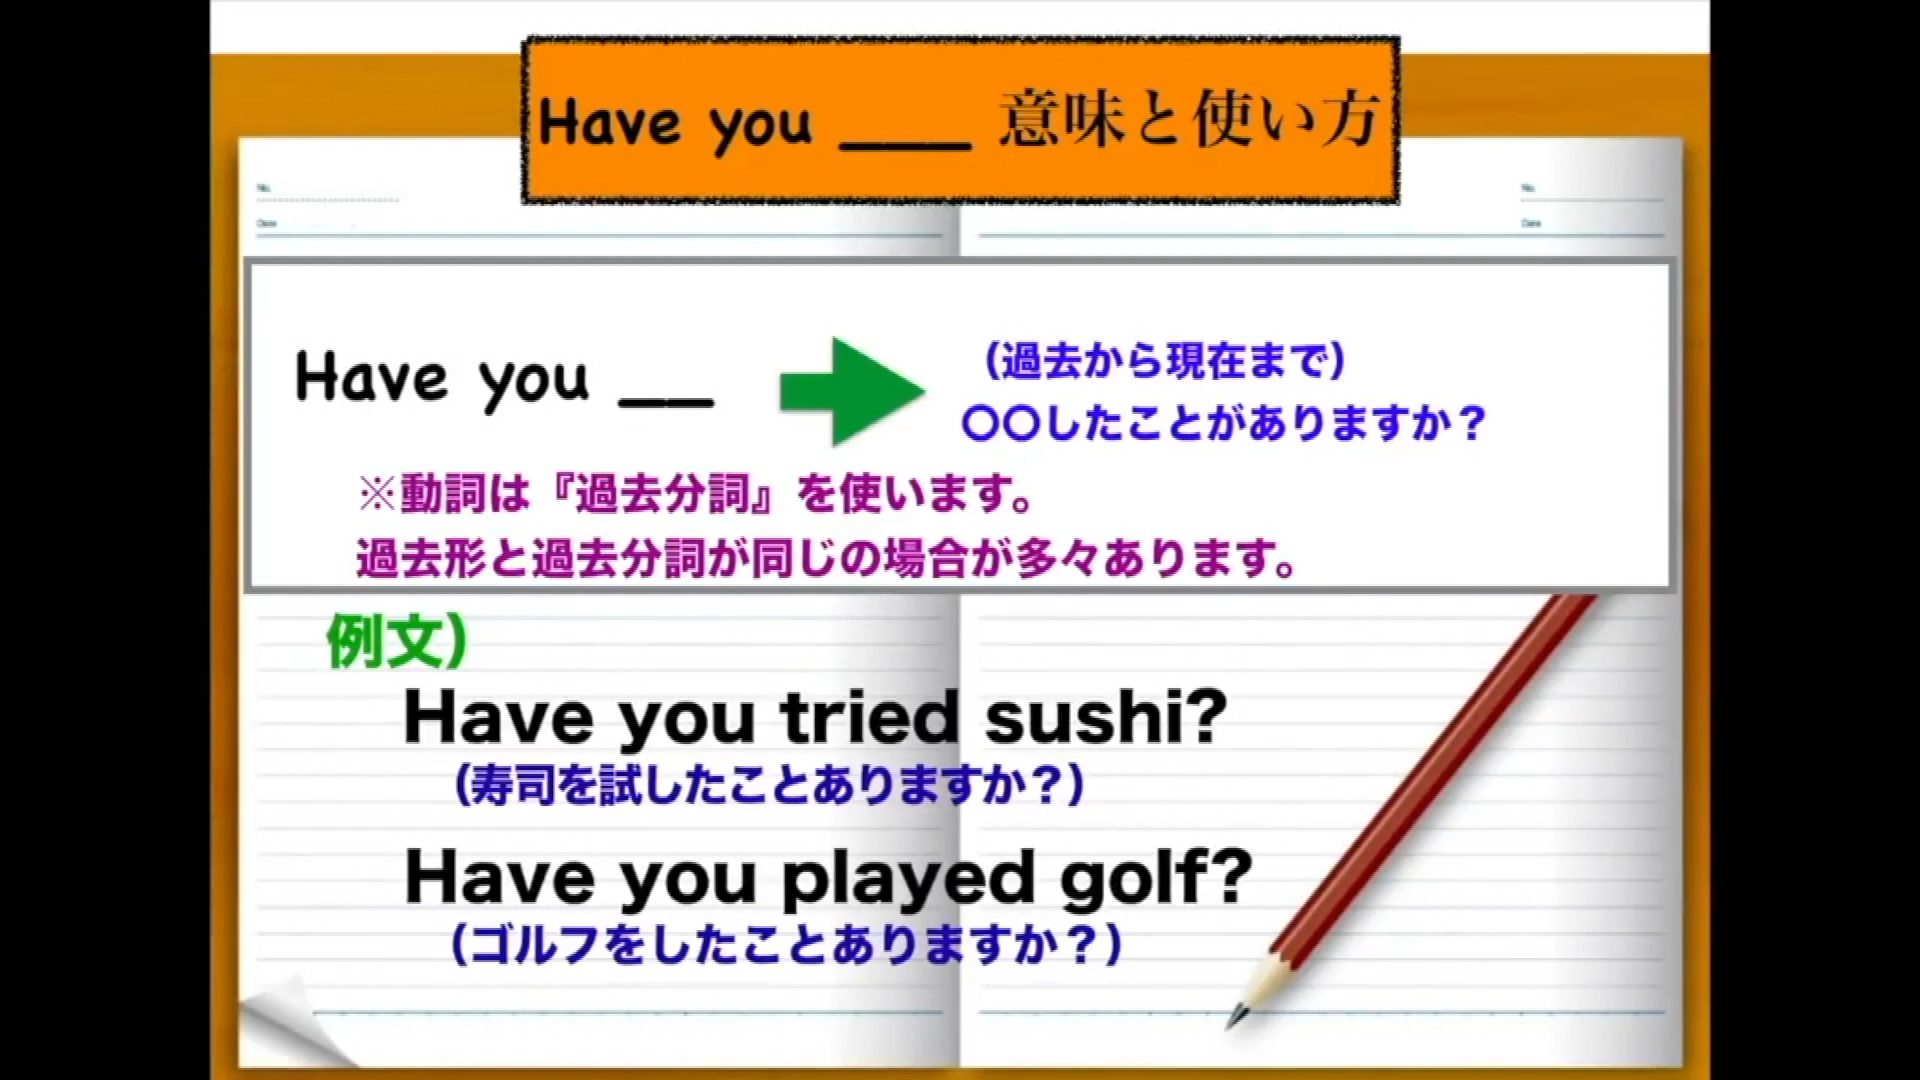 Have you ___ 意味と使い方
No.
Date
No.
Date
Have you __
（過去から現在まで）
〇〇したことがありますか？
※動詞は『過去分詞』を使います。
過去形と過去分詞が同じの場合が多々あります。
例文）
Have you tried sushi?
（寿司を試したことありますか？）
Have you played golf?
（ゴルフをしたことありますか？）